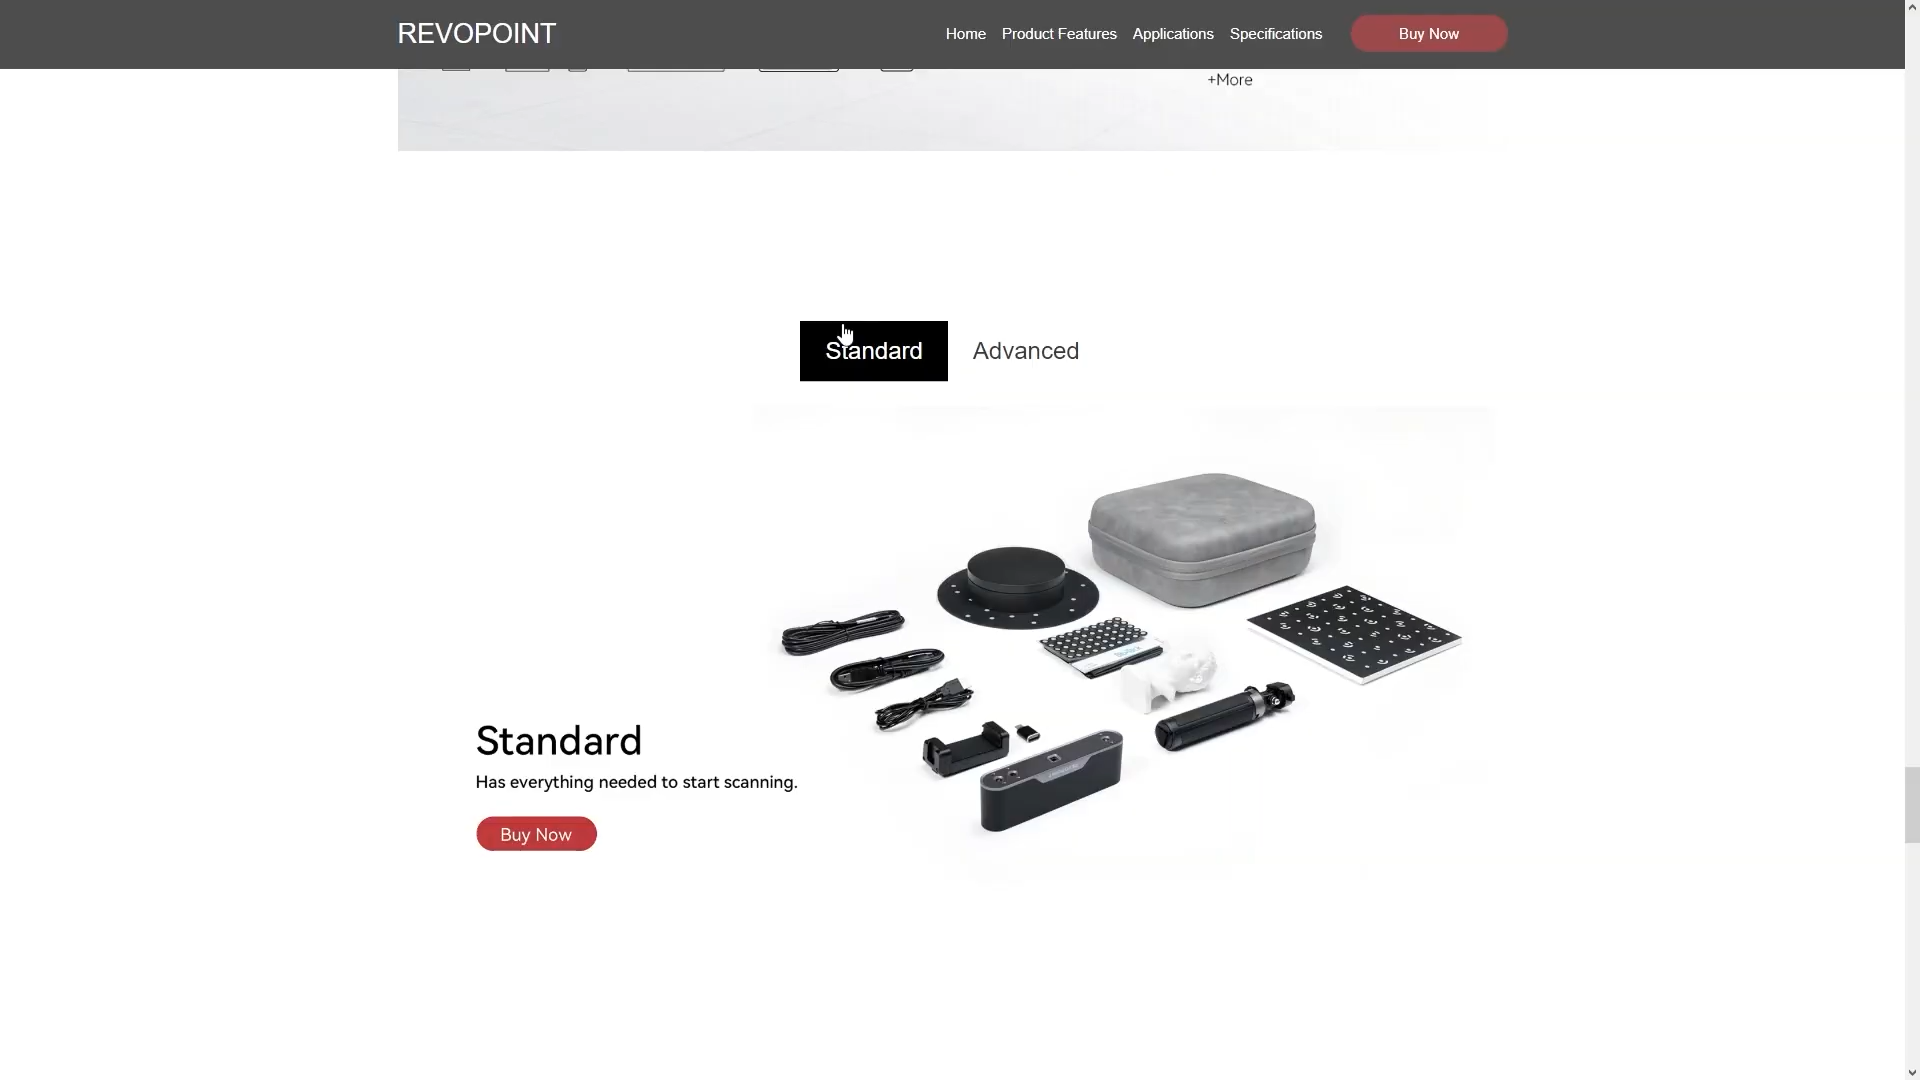 REVOPOINT
Home
Product Features
Applications
Specifications
Buy Now
+More
Standard
Advanced
Standard
Has everything needed to start scanning.
Buy Now